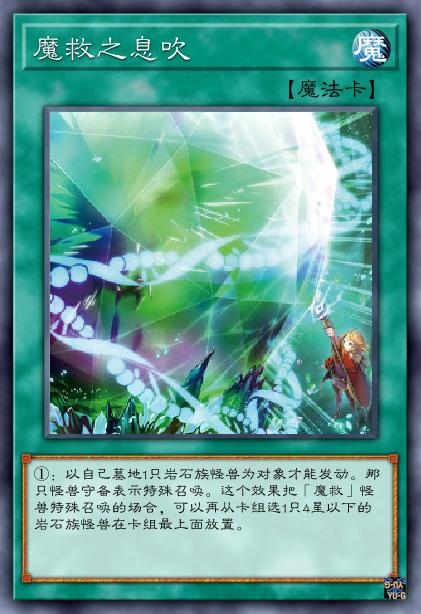 魔救之息吹
魔
【魔法卡】
①：以自己墓地1只岩石族怪兽为对象才能发动。那
只怪兽守备表示特殊召唤。这个效果把「魔救」怪
兽特殊召唤的场合，可以再从卡组选1只4星以下的
岩石族怪兽在卡组最上面放置。